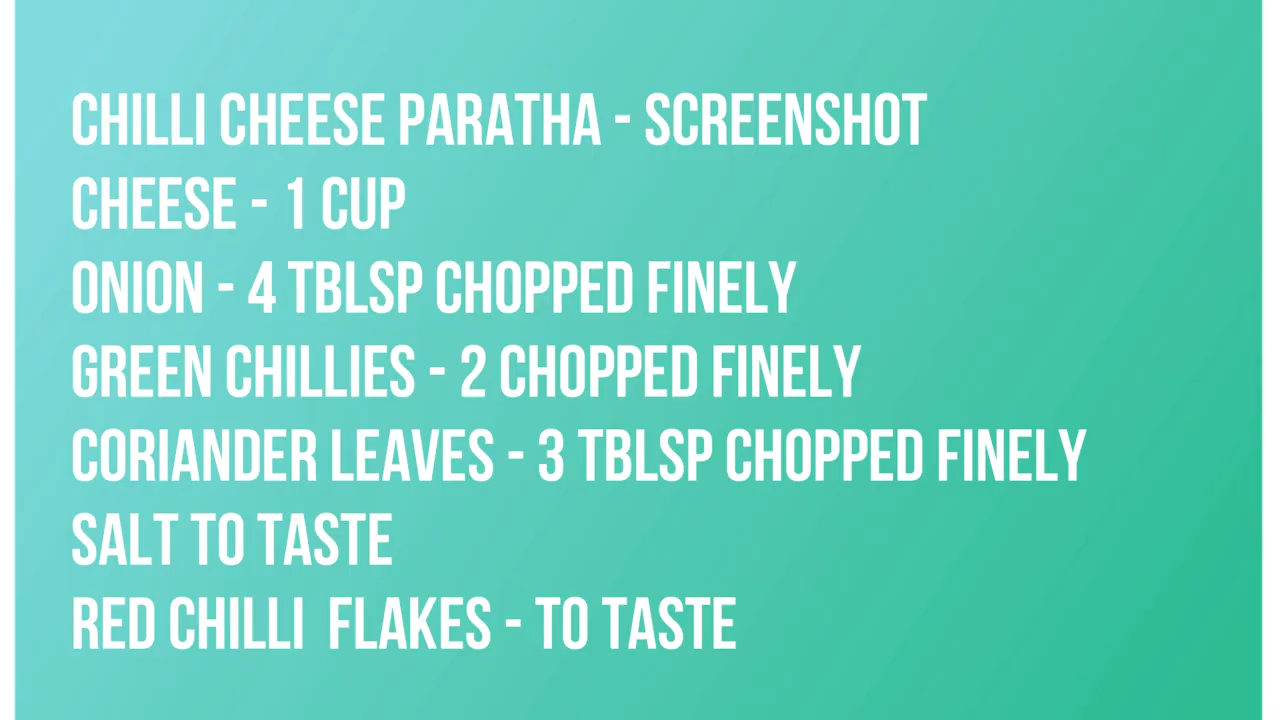 CHILLI CHEESE PARATHA - SCREENSHOT
CHEESE - 1 CUP
ONION - 4 TBLSP CHOPPED FINELY
GREEN CHILLIES - 2 CHOPPED FINELY
CORIANDER LEAVES - 3 TBLSP CHOPPED FINELY
SALT TO TASTE
RED CHILLI  FLAKES - TO TASTE